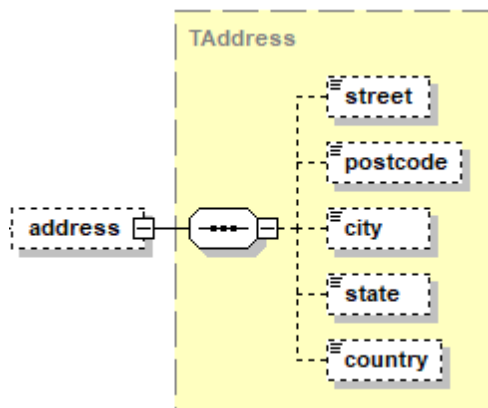 TAddress
street
postcode
address
city
state
country